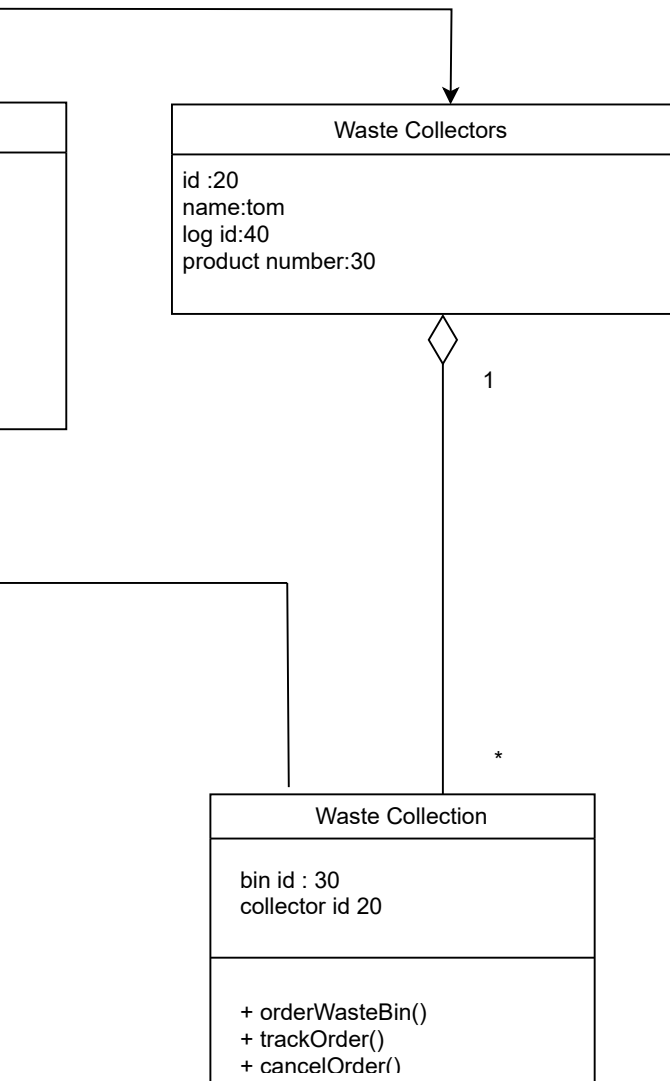 Waste Collectors
id :20
name:tom
log id:40
product number:30
1
*
Waste Collection
bin id : 30
collector id 20
+ orderWasteBin()
+ trackOrder()
+ cancelOrder()